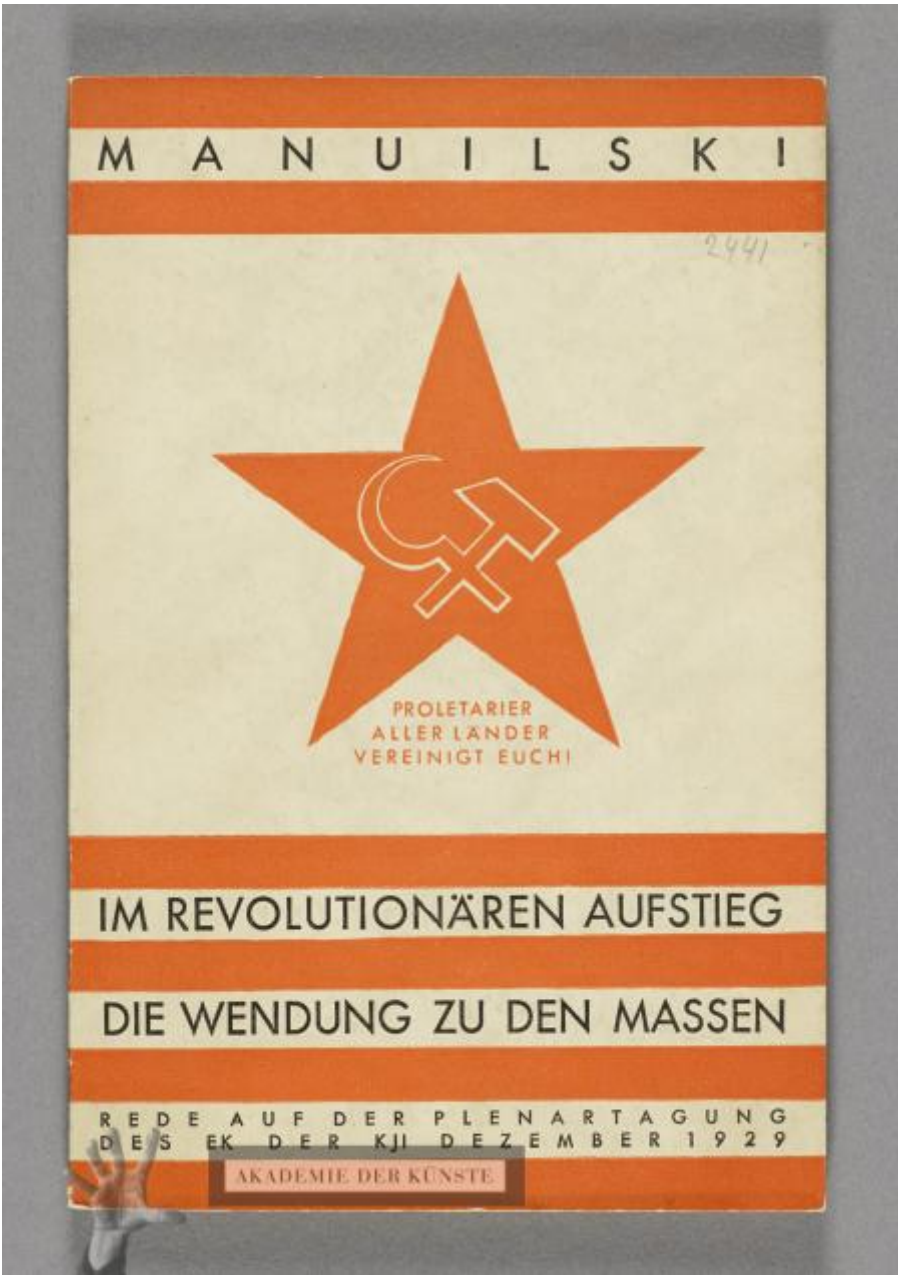 MANUILSKI
2441
PROLETARIER
ALLER LÄNDER
VEREINIGT EUCH!
IM REVOLUTIONÄREN AUFSTIEG
DIE WENDUNG ZU DEN MASSEN
REDE AUF DER PLENARTAGUNG
DES EK DER KJI DEZEMBER 1929
AKADEMIE DER KÜNSTE